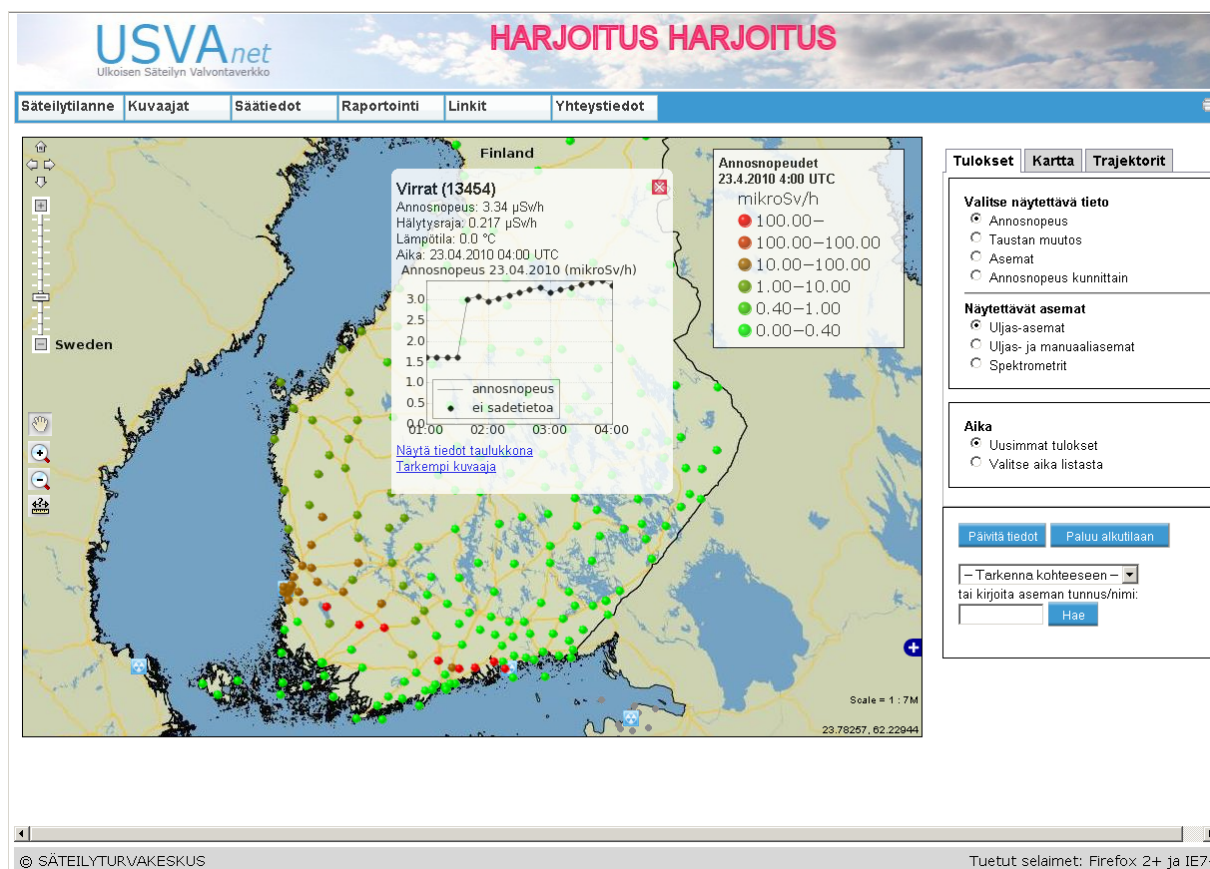 USVAnet
Ulkoisen Säteilyn Valvontaverkko
HARJOITUS HARJOITUS
Säteilytilanne Kuvaajat Säätiedot Raportointi Linkit Yhteystiedot
Finland
Sweden
Virrat (13454)
Annosnopeus: 3.34 µSv/h
Hälytysraja: 0.217 µSv/h
Lämpötila: 0.0 °C
Aika: 23.04.2010 04:00 UTC
Annosnopeus 23.04.2010 (mikroSv/h)
3.0
2.5
2.0
1.5
1.0
0.5
0.0
annosnopeus
ei sadetietoa
01:00 02:00 03:00 04:00
Näytä tiedot taulukkona
Tarkempi kuvaaja
Annosnopeudet
23.4.2010 4:00 UTC
mikroSv/h
100.00−
100.00−100.00
10.00−100.00
1.00−10.00
0.40−1.00
0.00−0.40
Scale = 1 : 7M
23.78257, 62.22944
Tulokset Kartta Trajektorit
Valitse näytettävä tieto
Annosnopeus
Taustan muutos
Asemat
Annosnopeus kunnittain
Näytettävät asemat
Uljas-asemat
Uljas- ja manuaaliasemat
Spektrometrit
Aika
Uusimmat tulokset
Valitse aika listasta
Päivitä tiedot Paluu alkutilaan
– Tarkenna kohteeseen –
tai kirjoita aseman tunnus/nimi:
Hae
© SÄTEILYTURVAKESKUS
Tuetut selaimet: Firefox 2+ ja IE7+